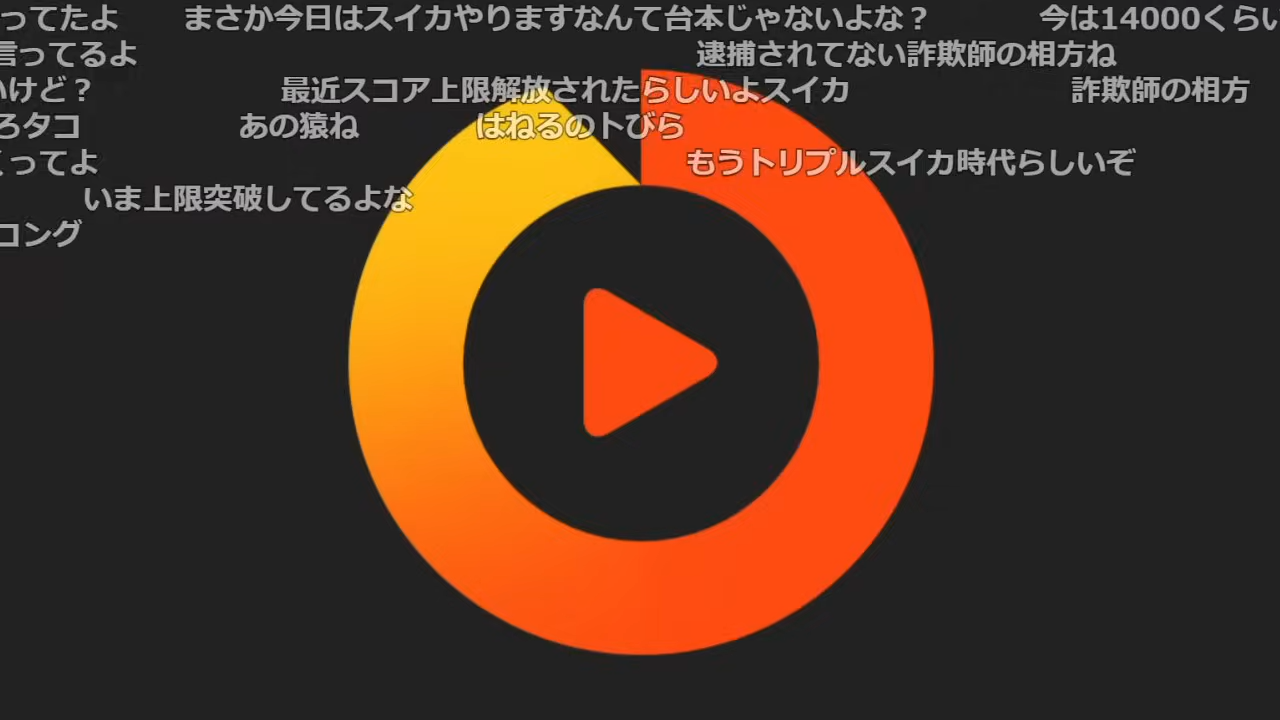 ってたよ まさか今日はスイカやりますなんて台本じゃないよな？ 今は14000くらい
言ってるよ 逮捕されてない詐欺師の相方ね
いけど？ 最近スコア上限解放されたらしいよスイカ 詐欺師の相方
ろタコ あの猿ね はねるのトびら
くってよ もうトリプルスイカ時代らしいぞ
いま上限突破してるよな
コング